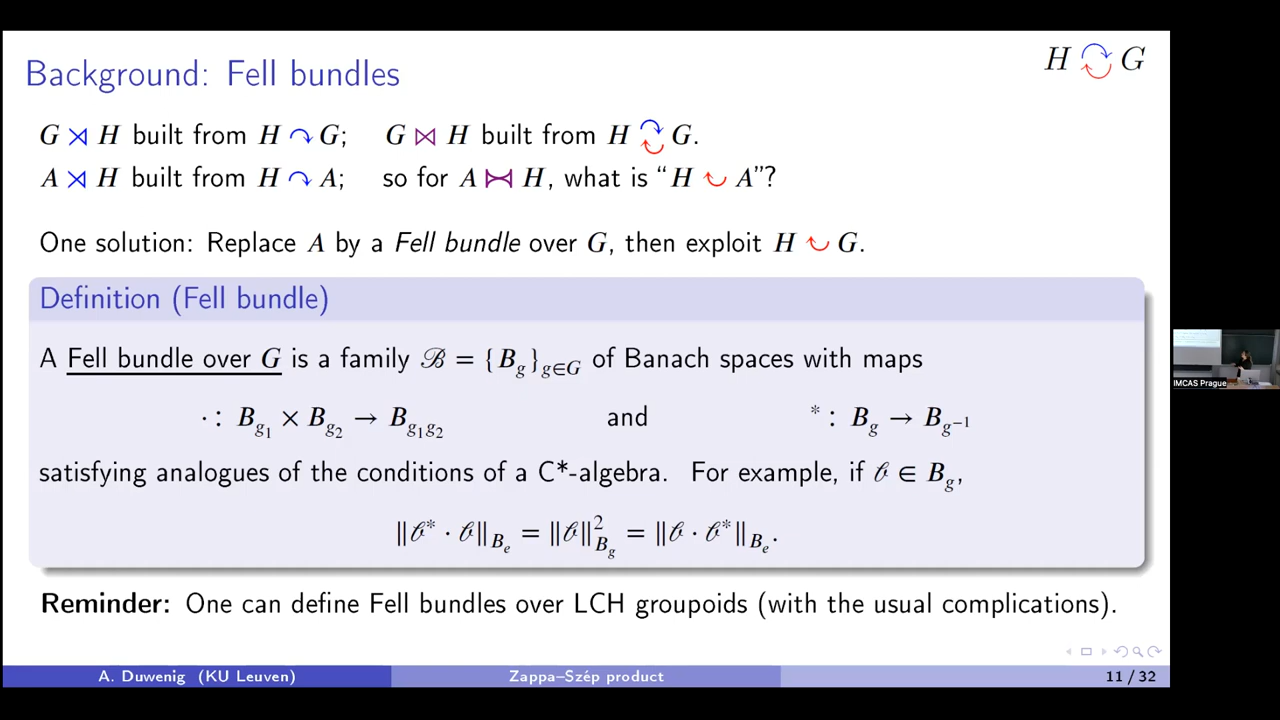 Background: Fell bundles
H ↷⤾ G
G ⋊ H built from H ↷ G; G ⋈ H built from H ↷⤾ G.
A ⋊ H built from H ↷ A; so for A ⋈ H, what is “H ⤾ A”?
One solution: Replace A by a Fell bundle over G, then exploit H ⤾ G.
Definition (Fell bundle)
A Fell bundle over G is a family ℬ = {B_g}_{g∈G} of Banach spaces with maps
· : B_{g₁} × B_{g₂} → B_{g₁g₂} and * : B_g → B_{g⁻¹}
satisfying analogues of the conditions of a C*-algebra. For example, if 𝒷 ∈ B_g,
‖𝒷* · 𝒷‖_{B_e} = ‖𝒷‖²_{B_g} = ‖𝒷 · 𝒷*‖_{B_e}.
Reminder: One can define Fell bundles over LCH groupoids (with the usual complications).
A. Duwenig (KU Leuven) Zappa–Szép product 11 / 32
IMCAS Prague